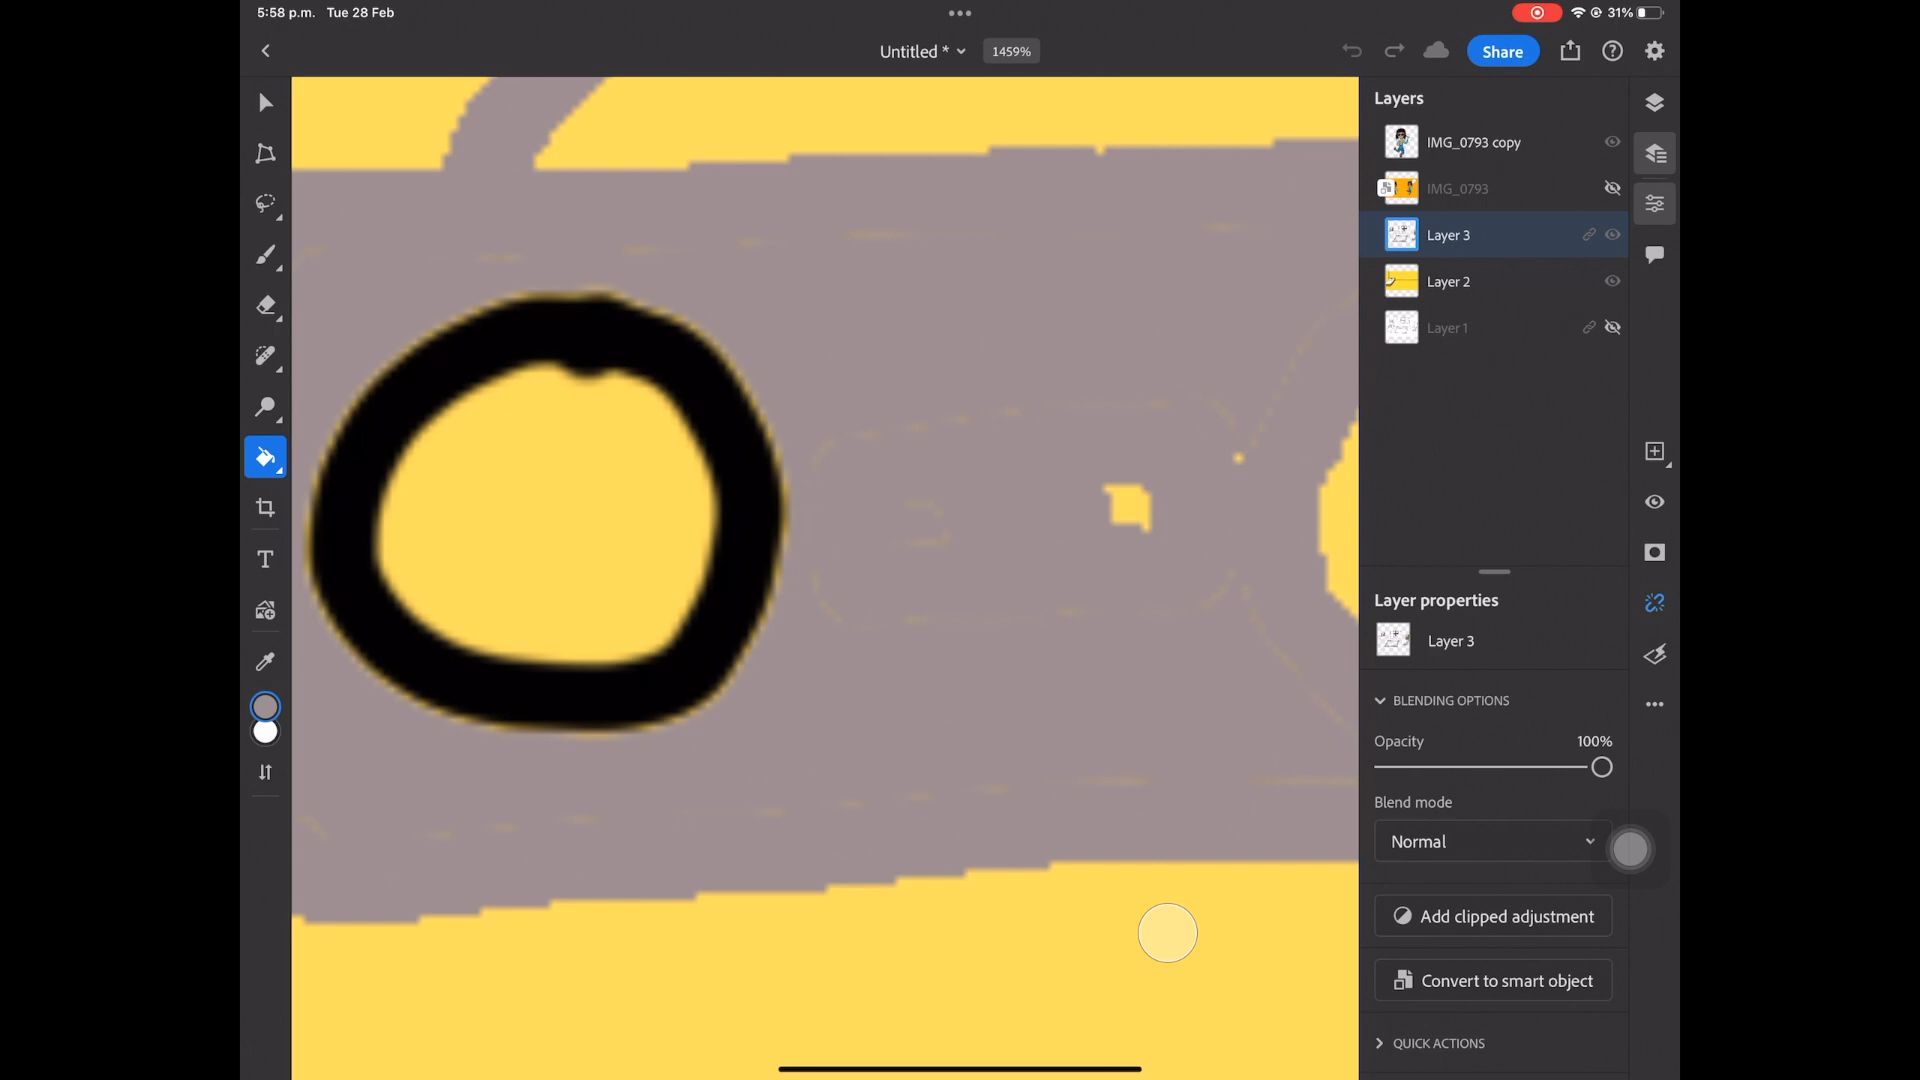 5:58 p.m. Tue 28 Feb
31%
Untitled *
1459%
Share
Layers
IMG_0793 copy
IMG_0793
Layer 3
Layer 2
Layer 1
Layer properties
Layer 3
BLENDING OPTIONS
Opacity 100%
Blend mode
Normal
Add clipped adjustment
Convert to smart object
QUICK ACTIONS
T